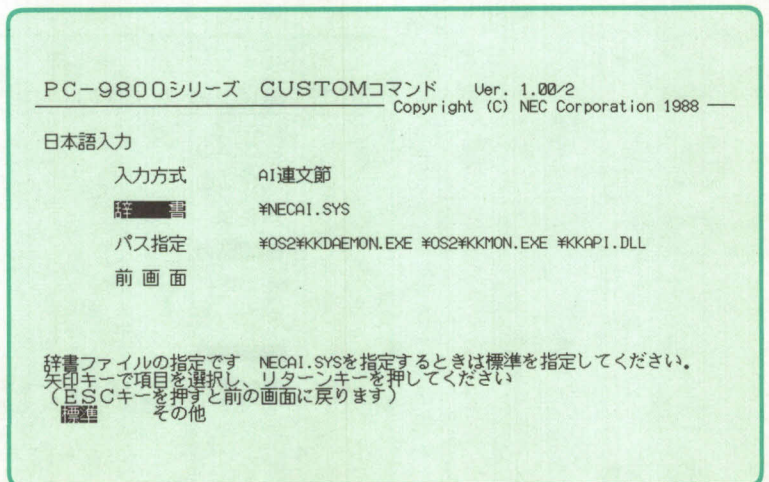 PC-9800シリーズ CUSTOMコマンド Ver. 1.00/2
Copyright (C) NEC Corporation 1988
日本語入力
入力方式 AI連文節
辞書 ¥NECAI.SYS
パス指定 ¥OS2¥KKDAEMON.EXE ¥OS2¥KKMON.EXE ¥KKAPI.DLL
前画面
辞書ファイルの指定です NECAI.SYSを指定するときは標準を指定してください。
矢印キーで項目を選択し、リターンキーを押してください
(ESCキーを押すと前の画面に戻ります)
標準 その他